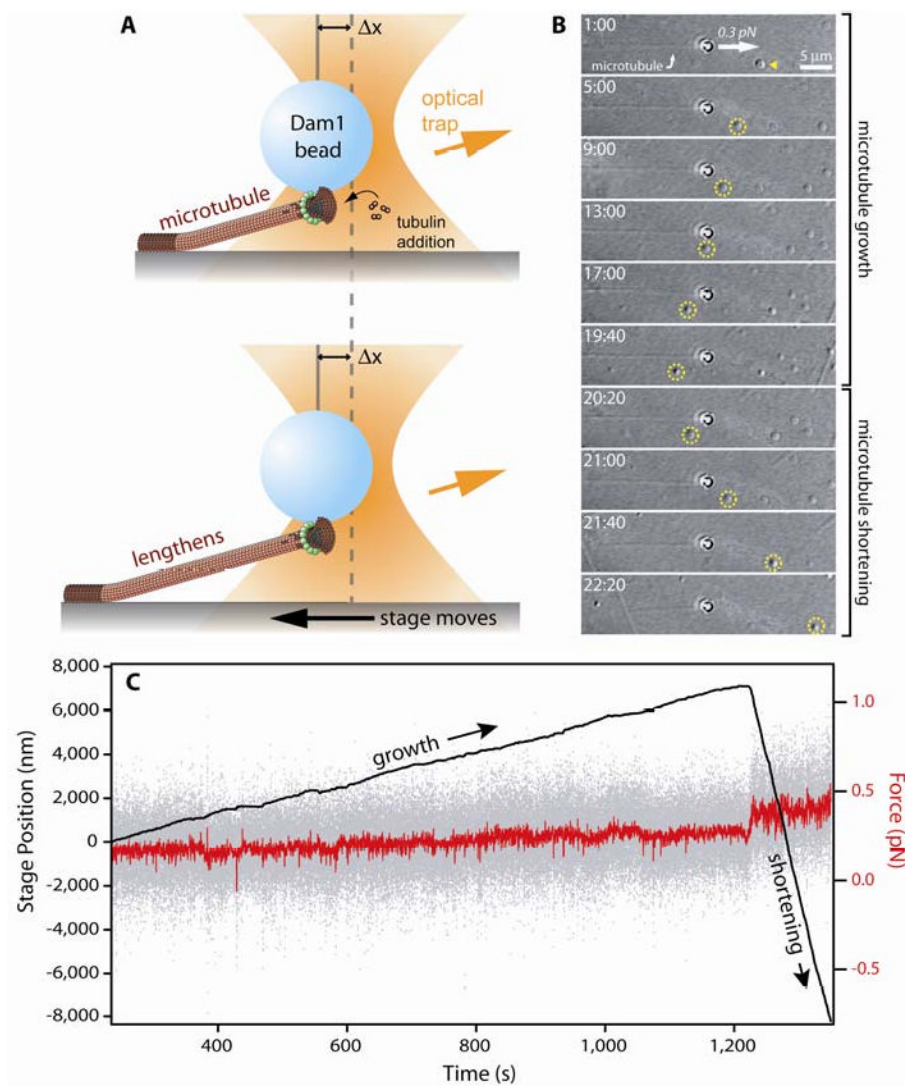 A
Δx
Dam1
bead
optical
trap
microtubule
tubulin
addition
Δx
lengthens
stage moves
B
1:00
0.3 pN
microtubule
5 μm
5:00
9:00
13:00
17:00
19:40
20:20
21:00
21:40
22:20
microtubule growth
microtubule shortening
C
8,000
6,000
4,000
2,000
0
-2,000
-4,000
-6,000
-8,000
Stage Position (nm)
growth
shortening
1.0
0.5
0.0
-0.5
Force (pN)
400
600
800
1,000
1,200
Time (s)